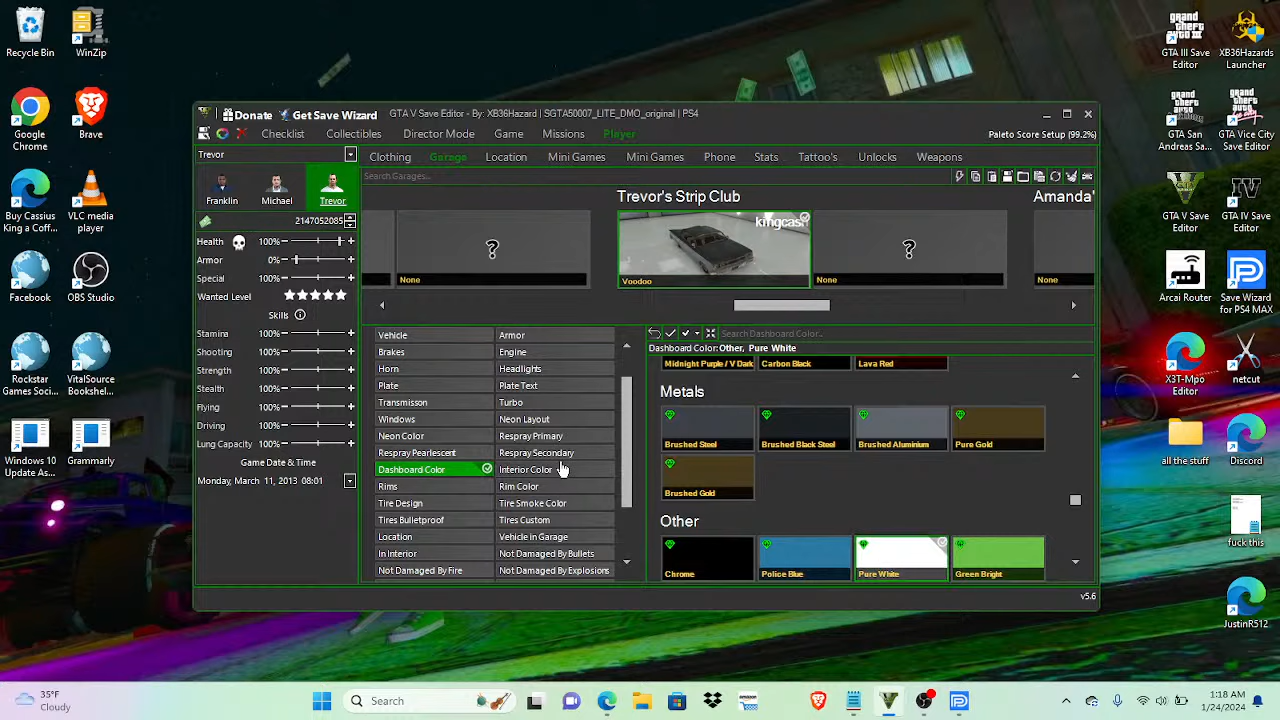 Recycle Bin
WinZip
Google Chrome
Brave
Buy Cassius King a Coff...
VLC media player
Facebook
OBS Studio
Rockstar Games Soci...
VitalSource Bookshelf...
Windows 10 Update As...
Grammarly
GTA III Save Editor
XB36Hazards Launcher
GTA San Andreas Sa...
GTA Vice City Save Editor
GTA V Save Editor
GTA IV Save Editor
Arcai Router
Save Wizard for PS4 MAX
X3T-Mpo Editor
netcut
all the stuff
Discord
fuck this
JustinR512
Donate Get Save Wizard GTA V Save Editor - By: XB36Hazard | SGTA50007_LITE_DMO_original | PS4
Checklist Collectibles Director Mode Game Missions Player Paleto Score Setup (99.2%)
Trevor
Clothing Garage Location Mini Games Mini Games Phone Stats Tattoo's Unlocks Weapons
Search Garages...
Franklin Michael Trevor
2147052085
Health 100%
Armor 0%
Special 100%
Wanted Level
Skills
Stamina 100%
Shooting 100%
Strength 100%
Stealth 100%
Flying 100%
Driving 100%
Lung Capacity 100%
Game Date & Time
Monday, March 11, 2013 08:01
Trevor's Strip Club
Amanda'
kingcash
None
Voodoo
None
None
Vehicle Armor
Brakes Engine
Horn Headlights
Plate Plate Text
Transmisson Turbo
Windows Neon Layout
Neon Color Respray Primary
Respray Pearlescent Respray Secondary
Dashboard Color Interior Color
Rims Rim Color
Tire Design Tire Smoke Color
Tires Bulletproof Tires Custom
Location Vehicle in Garage
In Interior Not Damaged By Bullets
Not Damaged By Fire Not Damaged By Explosions
Search Dashboard Color...
Dashboard Color:Other, Pure White
Midnight Purple / V Dark Carbon Black Lava Red
Metals
Brushed Steel Brushed Black Steel Brushed Aluminium Pure Gold
Brushed Gold
Other
Chrome Police Blue Pure White Green Bright
v5.6
35°F
Cloudy
Search
1:18 AM
1/24/2024